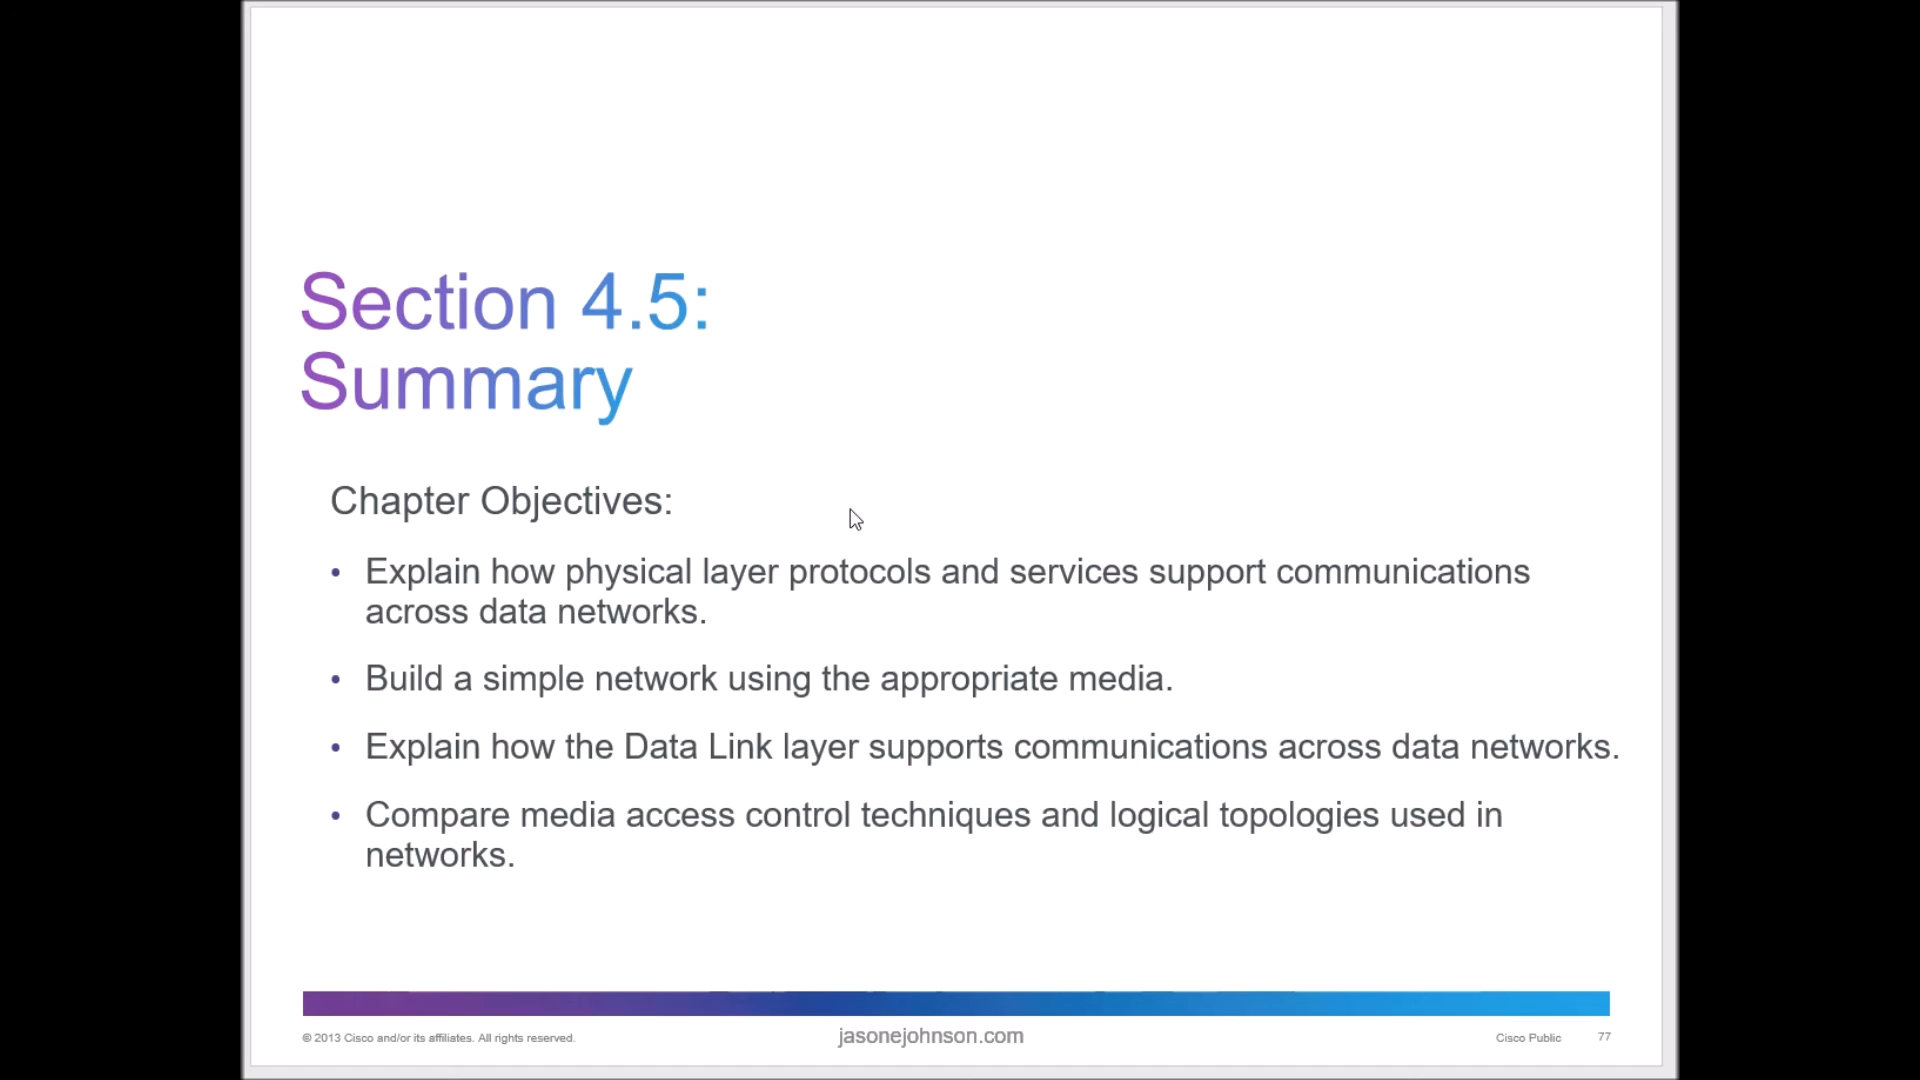 Section 4.5:
Summary
Chapter Objectives:
• Explain how physical layer protocols and services support communications
across data networks.
• Build a simple network using the appropriate media.
• Explain how the Data Link layer supports communications across data networks.
• Compare media access control techniques and logical topologies used in
networks.
© 2013 Cisco and/or its affiliates. All rights reserved. jasonejohnson.com Cisco Public 77